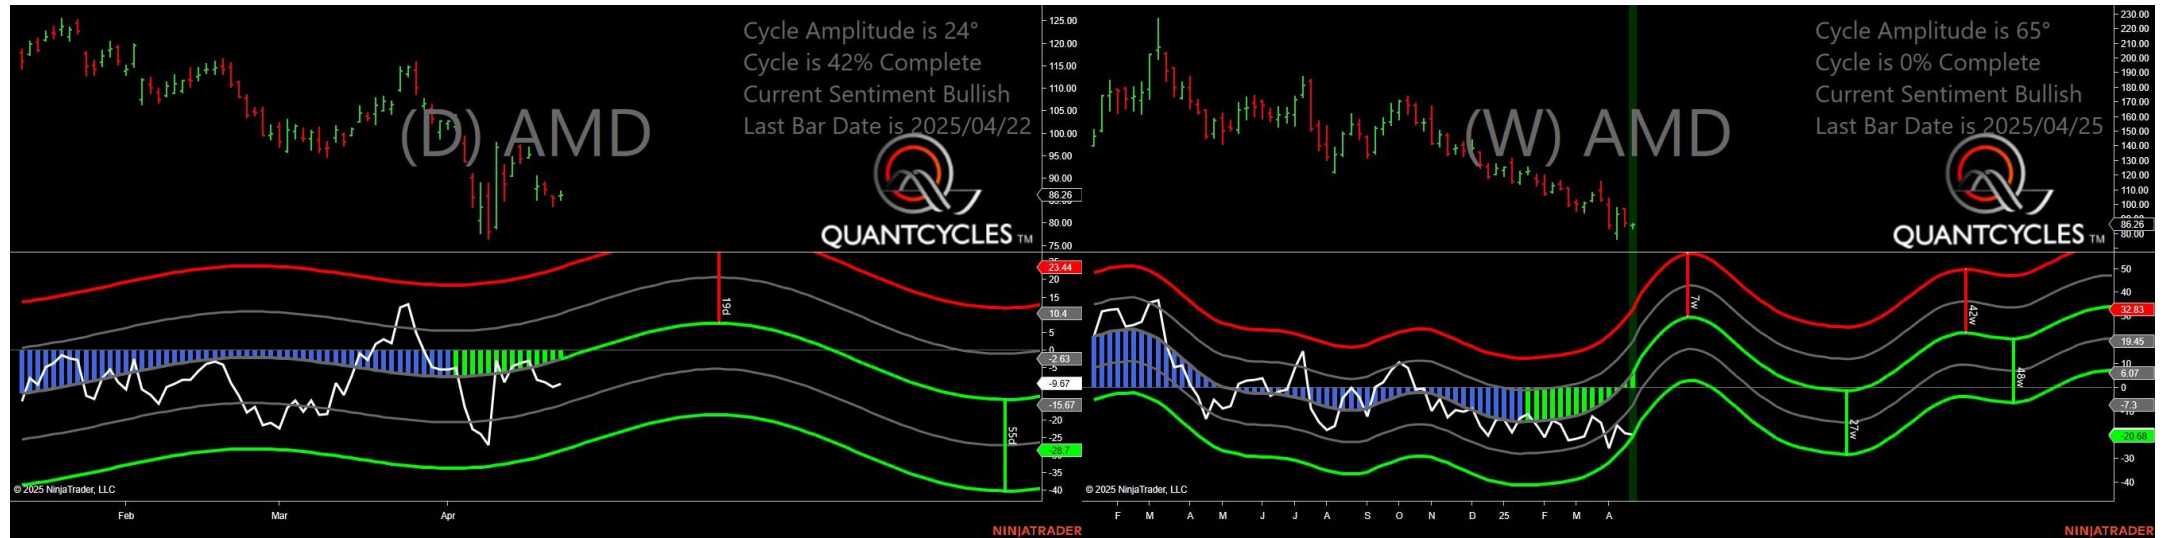 Cycle Amplitude is 24°
Cycle is 42% Complete
Current Sentiment Bullish
Last Bar Date is 2025/04/22
(D) AMD
QUANTCYCLES TM
125.00
120.00
115.00
110.00
105.00
100.00
95.00
90.00
86.26
80.00
75.00
23.44
20
15
10.4
5
0
-2.63
-5
-9.67
-15.67
-20
-25
-28.7
-35
-40
19d
55d
© 2025 NinjaTrader, LLC
Feb
Mar
Apr
NINJATRADER
Cycle Amplitude is 65°
Cycle is 0% Complete
Current Sentiment Bullish
Last Bar Date is 2025/04/25
(W) AMD
QUANTCYCLES TM
230.00
220.00
210.00
200.00
190.00
180.00
170.00
160.00
150.00
140.00
130.00
120.00
110.00
100.00
86.26
80.00
50
40
32.83
19.45
10
6.07
0
-7.3
-20.68
-30
-40
7w
42w
27w
48w
© 2025 NinjaTrader, LLC
F
M
A
M
J
J
A
S
O
N
D
25
F
M
A
NINJATRADER